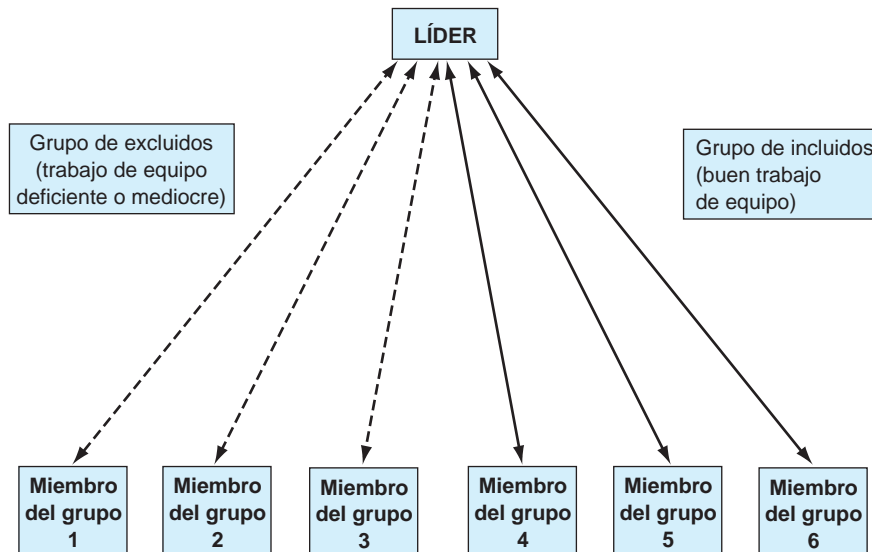 LÍDER
Grupo de excluidos
(trabajo de equipo
deficiente o mediocre)
Grupo de incluidos
(buen trabajo
de equipo)
Miembro
del grupo
1
Miembro
del grupo
2
Miembro
del grupo
3
Miembro
del grupo
4
Miembro
del grupo
5
Miembro
del grupo
6